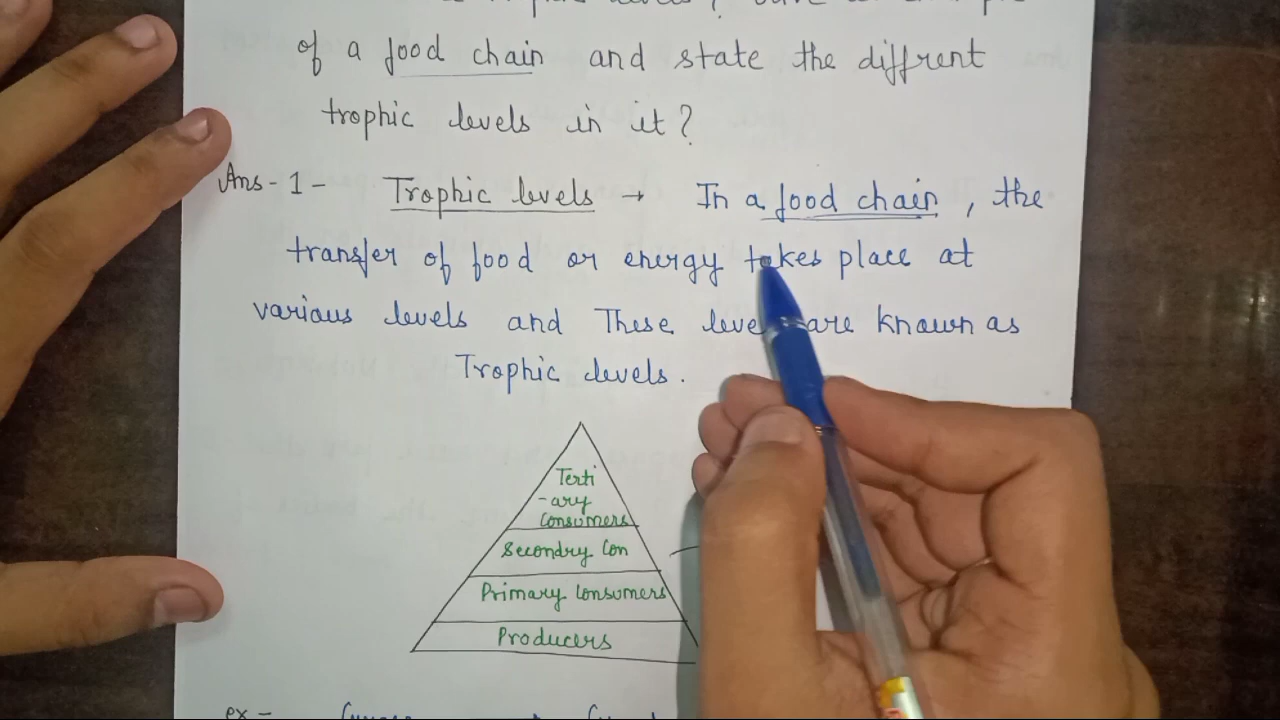 of a food chain and state the diffrent
trophic levels in it?
Ans-1- Trophic levels → In a food chain, the
transfer of food or energy takes place at
various levels and These level are known as
Trophic levels.
Terti
-ary
Consumers
Secondry Con
Primary Consumers
Producers
ex-